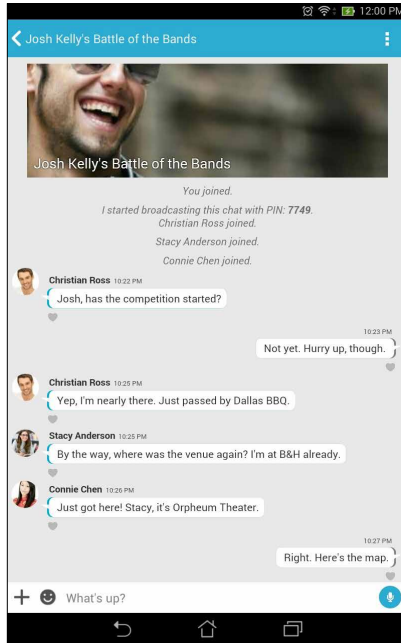 12:00 PM
Josh Kelly's Battle of the Bands
Josh Kelly's Battle of the Bands
You joined.
I started broadcasting this chat with PIN: 7749.
Christian Ross joined.
Stacy Anderson joined.
Connie Chen joined.
Christian Ross 10:22 PM
Josh, has the competition started?
10:23 PM
Not yet. Hurry up, though.
Christian Ross 10:25 PM
Yep, I'm nearly there. Just passed by Dallas BBQ.
Stacy Anderson 10:25 PM
By the way, where was the venue again? I'm at B&H already.
Connie Chen 10:26 PM
Just got here! Stacy, it's Orpheum Theater.
10:27 PM
Right. Here's the map.
What's up?